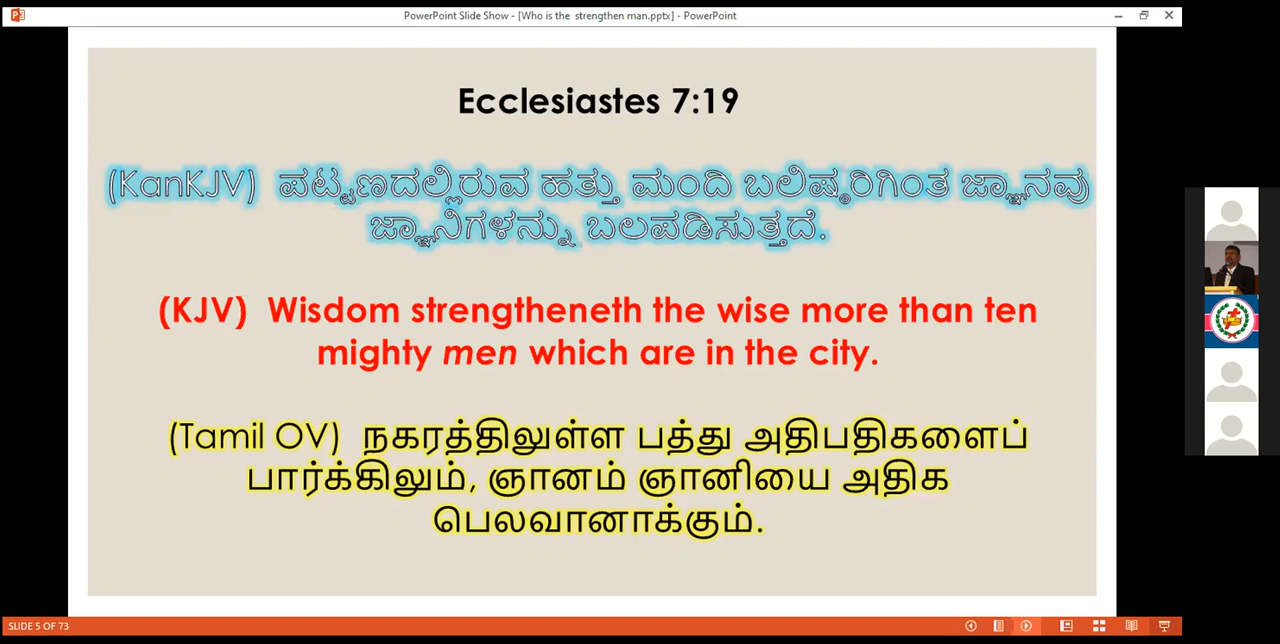 PowerPoint Slide Show - [Who is the  strengthen man.pptx] - PowerPoint
Ecclesiastes 7:19
(KanKJV)  ಪಟ್ಟಣದಲ್ಲಿರುವ ಹತ್ತು ಮಂದಿ ಬಲಿಷ್ಠರಿಗಿಂತ ಜ್ಞಾನವು
ಜ್ಞಾನಿಗಳನ್ನು ಬಲಪಡಿಸುತ್ತದೆ.
(KJV)  Wisdom strengtheneth the wise more than ten
mighty men which are in the city.
(Tamil OV)  நகரத்திலுள்ள பத்து அதிபதிகளைப்
பார்க்கிலும், ஞானம் ஞானியை அதிக
பெலவானாக்கும்.
SLIDE 5 OF 73